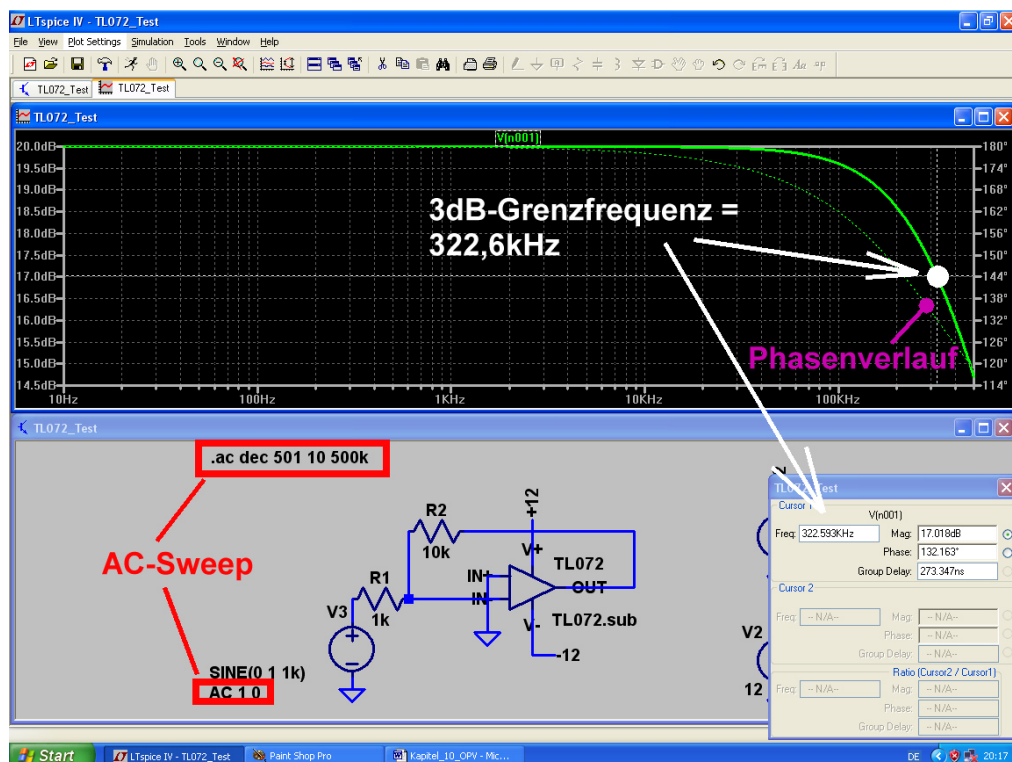 LTspice IV - TL072_Test
File View Plot Settings Simulation Tools Window Help
TL072_Test TL072_Test
TL072_Test
V(n001)
20.0dB
19.5dB
19.0dB
18.5dB
18.0dB
17.5dB
17.0dB
16.5dB
16.0dB
15.5dB
15.0dB
14.5dB
180°
174°
168°
162°
156°
150°
144°
138°
132°
126°
120°
114°
3dB-Grenzfrequenz =
322,6kHz
Phasenverlauf
10Hz 100Hz 1KHz 10KHz 100KHz
TL072_Test
.ac dec 501 10 500k
AC-Sweep
SINE(0 1 1k)
AC 1 0
V3
R1
1k
R2
10k
+12
V+
IN+
IN-
OUT
V-
-12
TL072
TL072.sub
V2
12
TL072_Test
Cursor 1
V(n001)
Freq: 322.593KHz Mag: 17.018dB
Phase: 132.163°
Group Delay: 273.347ns
Cursor 2
Freq: -- N/A-- Mag: -- N/A--
Phase: -- N/A--
Group Delay: -- N/A--
Ratio (Cursor2 / Cursor1)
Freq: -- N/A-- Mag: -- N/A--
Phase: -- N/A--
Group Delay: -- N/A--
Start LTspice IV - TL072_Test Paint Shop Pro Kapitel_10_OPV - Mic... DE 20:17